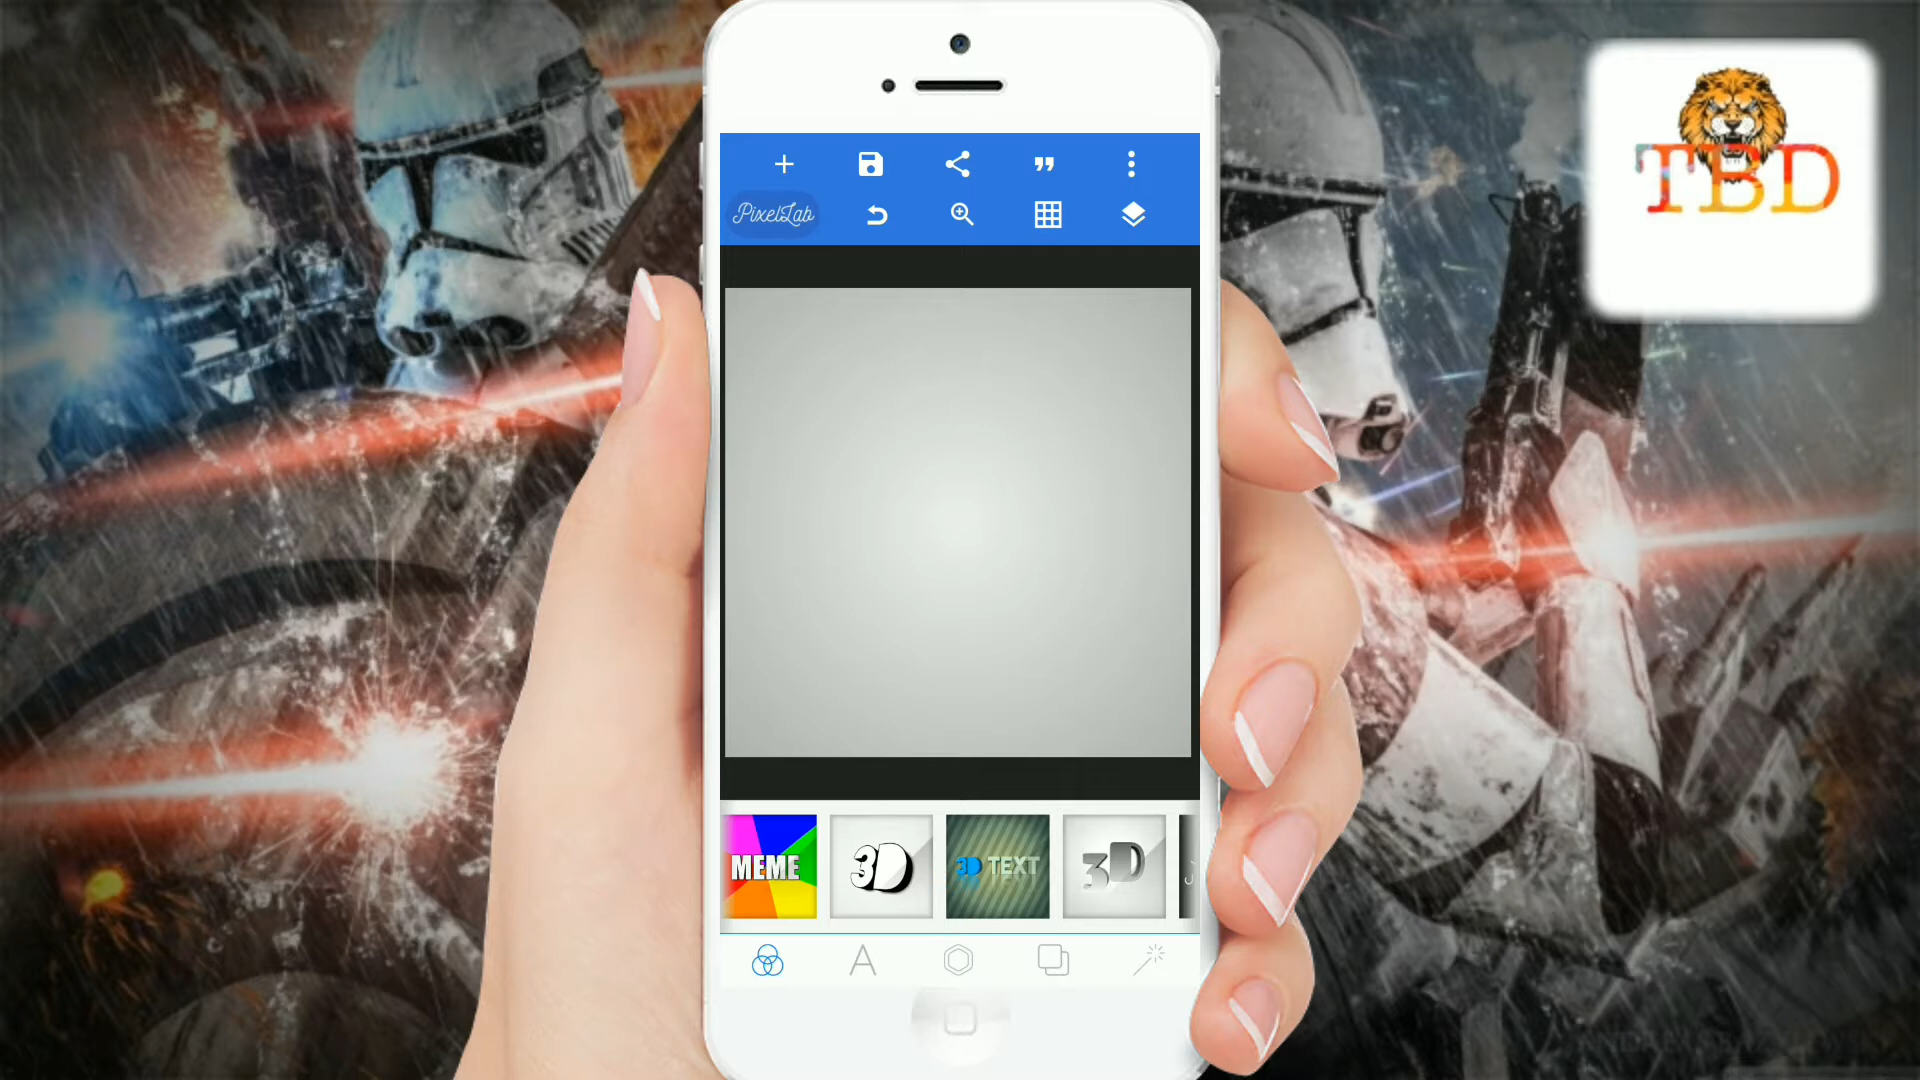 TBD
PixelLab
MEME
3D
3D TEXT
3D